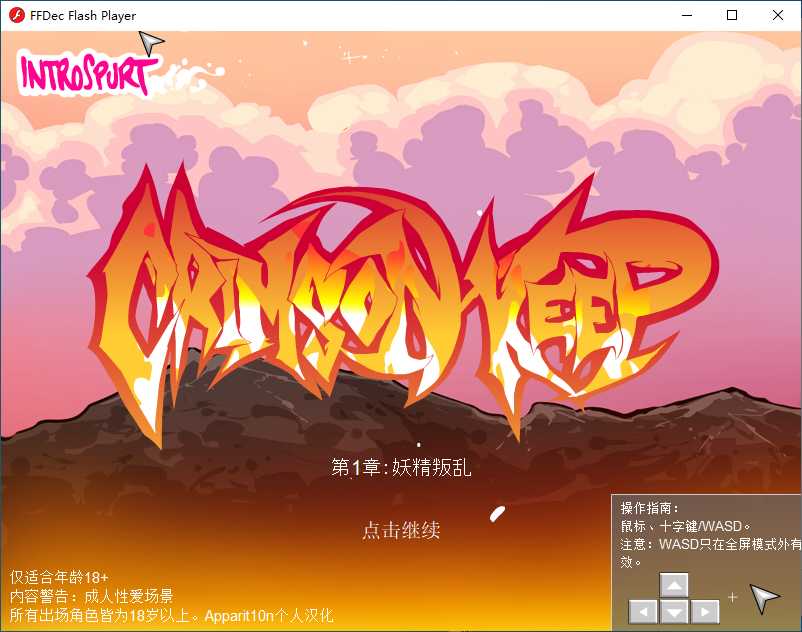 FFDec Flash Player
INTROSPURT
CRIMSON KEEP
第1章:妖精叛乱
点击继续
操作指南:
鼠标、十字键/WASD。
注意：WASD只在全屏模式外有
效。
+
仅适合年龄18+
内容警告：成人性爱场景
所有出场角色皆为18岁以上。Apparit10n个人汉化